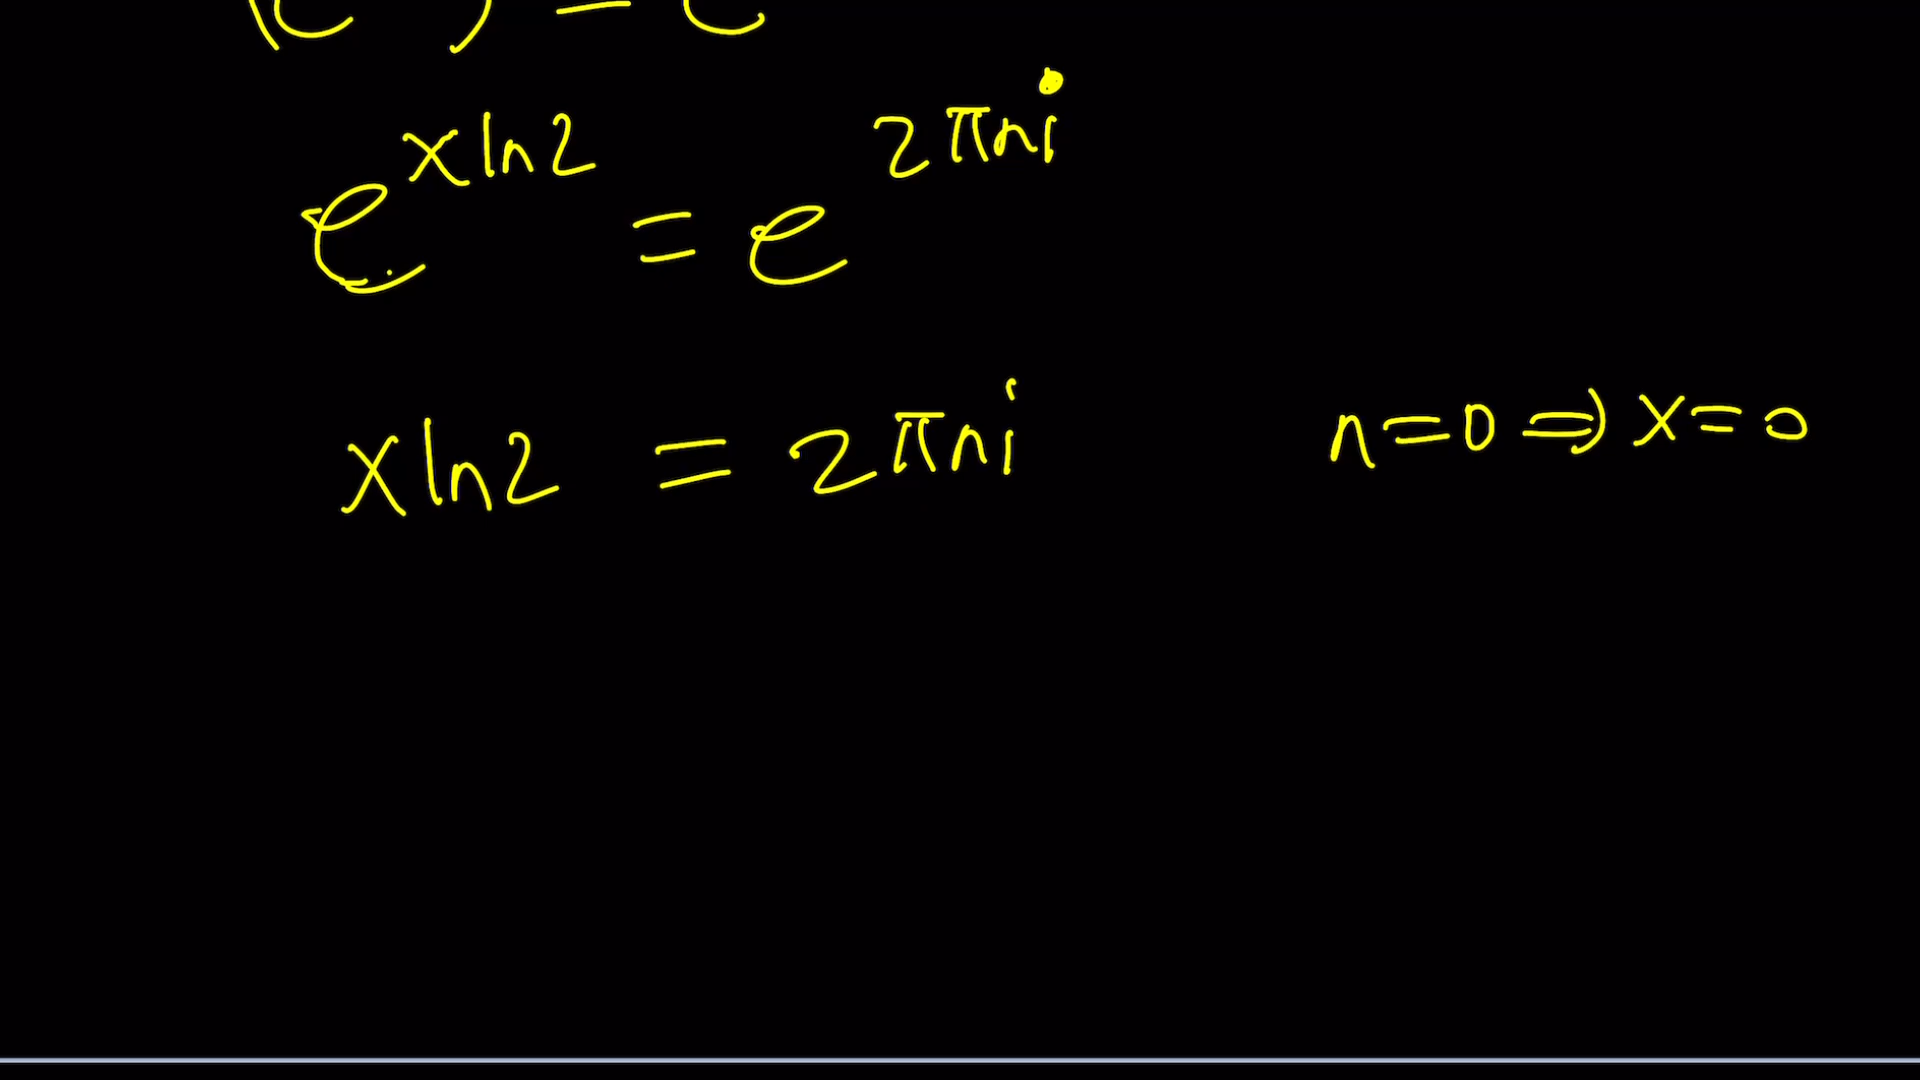 (e ) = e
e^{x ln2} = e^{2πni}
x ln2 = 2πni
n=0 ⇒ x=0